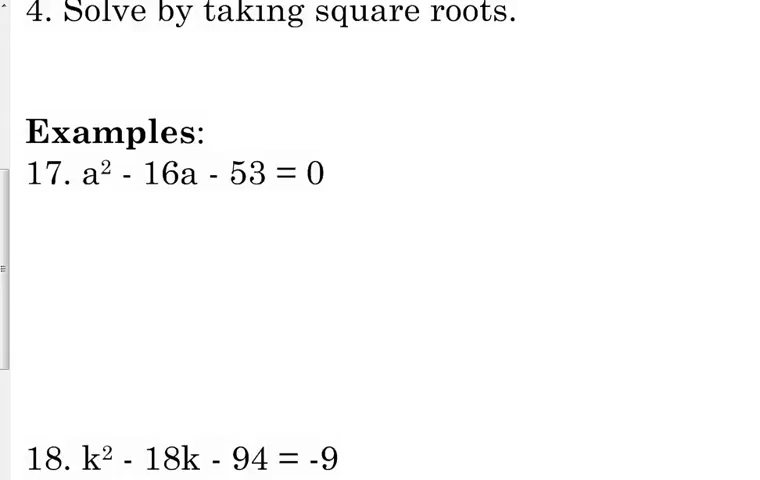 4. Solve by taking square roots.
Examples:
17. a² - 16a - 53 = 0
18. k² - 18k - 94 = -9